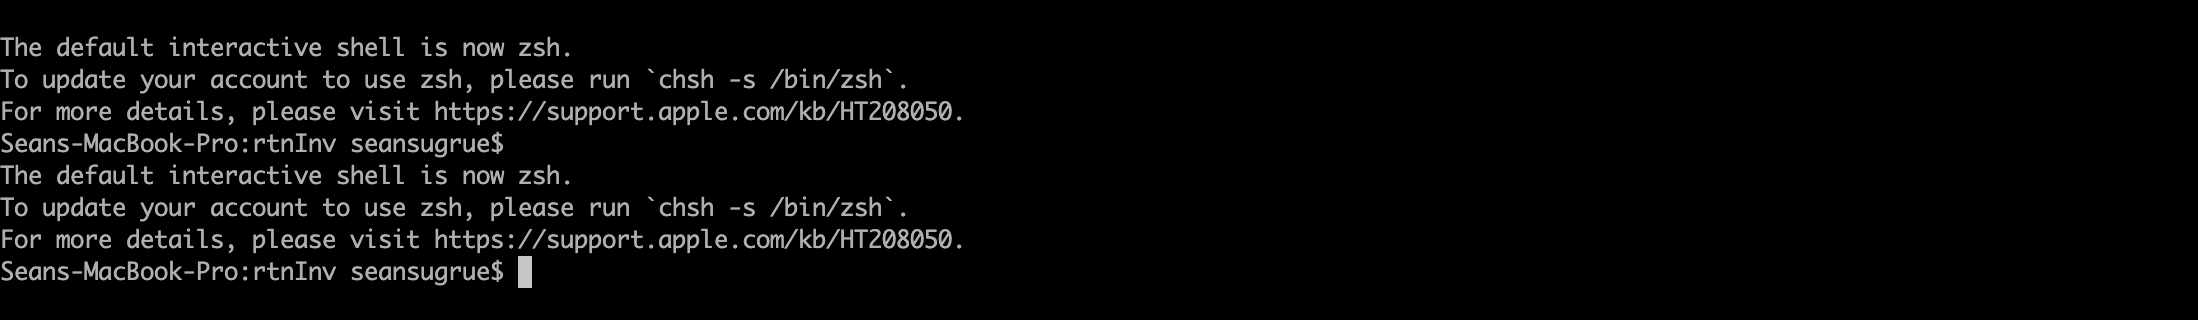 The default interactive shell is now zsh.
To update your account to use zsh, please run `chsh -s /bin/zsh`.
For more details, please visit https://support.apple.com/kb/HT208050.
Seans-MacBook-Pro:rtnInv seansugrue$
The default interactive shell is now zsh.
To update your account to use zsh, please run `chsh -s /bin/zsh`.
For more details, please visit https://support.apple.com/kb/HT208050.
Seans-MacBook-Pro:rtnInv seansugrue$